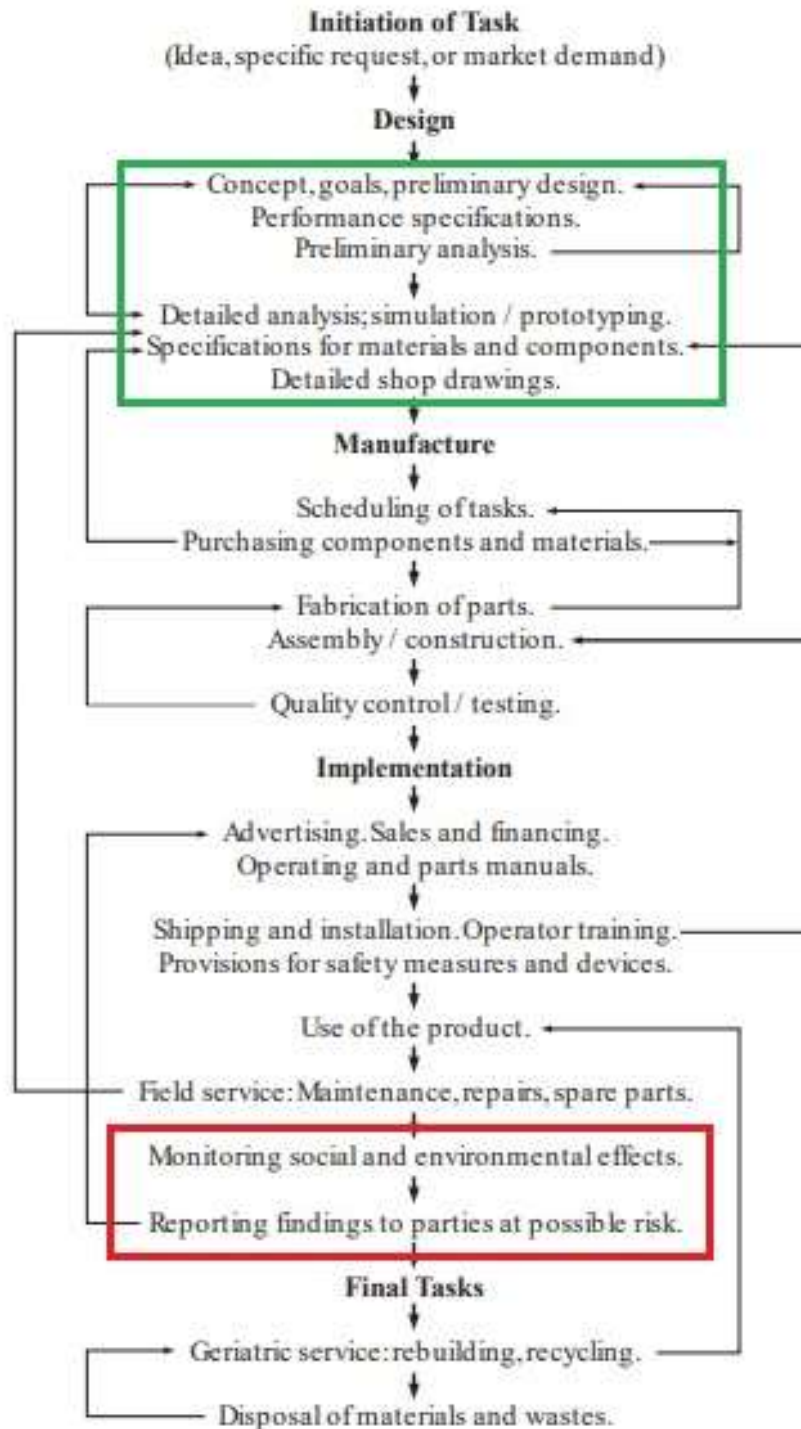 Initiation of Task
(Idea, specific request, or market demand)
Design
Concept, goals, preliminary design.
Performance specifications.
Preliminary analysis.
Detailed analysis; simulation / prototyping.
Specifications for materials and components.
Detailed shop drawings.
Manufacture
Scheduling of tasks.
Purchasing components and materials.
Fabrication of parts.
Assembly / construction.
Quality control / testing.
Implementation
Advertising. Sales and financing.
Operating and parts manuals.
Shipping and installation. Operator training.
Provisions for safety measures and devices.
Use of the product.
Field service: Maintenance, repairs, spare parts.
Monitoring social and environmental effects.
Reporting findings to parties at possible risk.
Final Tasks
Geriatric service: rebuilding, recycling.
Disposal of materials and wastes.